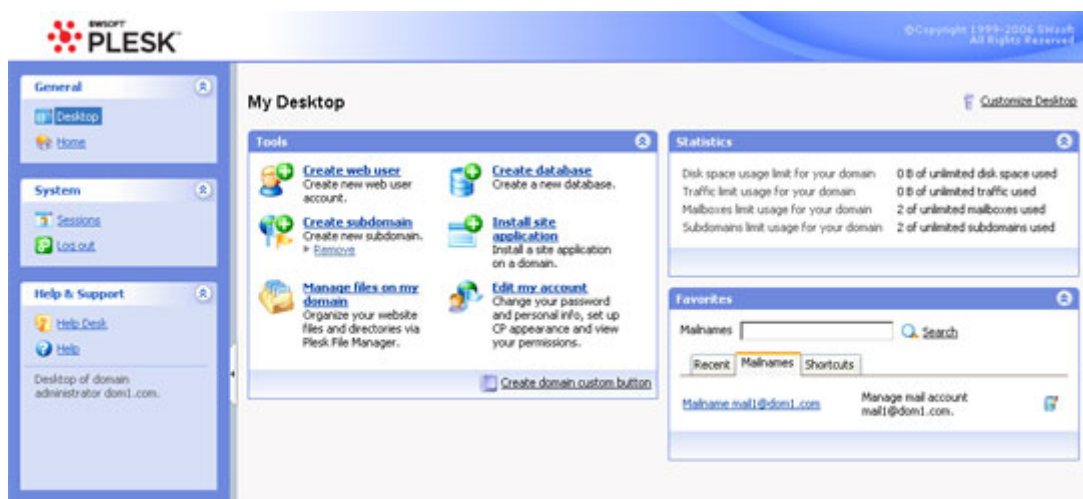 SWSOFT
PLESK
©Copyright 1999-2006 SWsoft
All Rights Reserved
General
Desktop
Home
System
Sessions
Log out
Help & Support
Help Desk
Help
Desktop of domain
administrator dom1.com.
My Desktop
Customize Desktop
Tools
Create web user
Create new web user
account.
Create database
Create a new database.
Create subdomain
Create new subdomain.
Remove
Install site
application
Install a site application
on a domain.
Manage files on my
domain
Organize your website
files and directories via
Plesk File Manager.
Edit my account
Change your password
and personal info, set up
CP appearance and view
your permissions.
Create domain custom button
Statistics
Disk space usage limit for your domain 0 B of unlimited disk space used
Traffic limit usage for your domain 0 B of unlimited traffic used
Mailboxes limit usage for your domain 2 of unlimited mailboxes used
Subdomains limit usage for your domain 2 of unlimited subdomains used
Favorites
Mailnames Search
Recent Mailnames Shortcuts
Mailname mail1@dom1.com
Manage mail account
mail1@dom1.com.